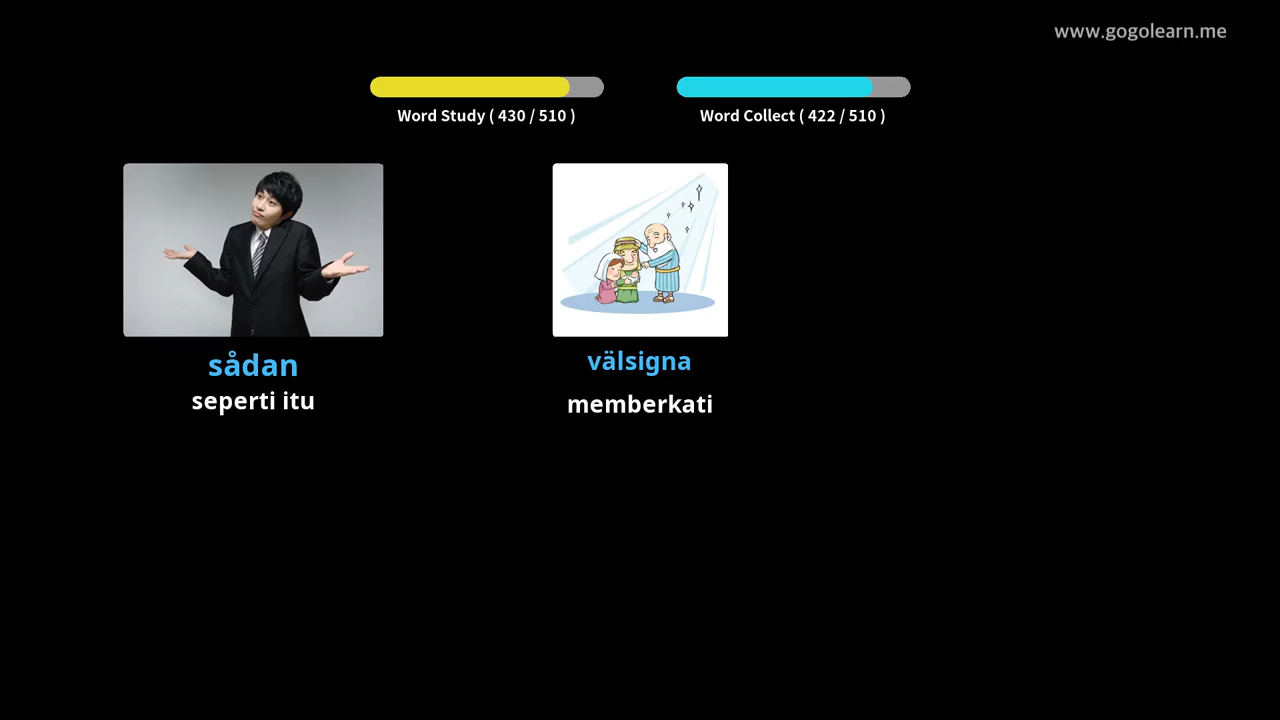 www.gogolearn.me
Word Study ( 430 / 510 )
Word Collect ( 422 / 510 )
sådan
seperti itu
välsigna
memberkati